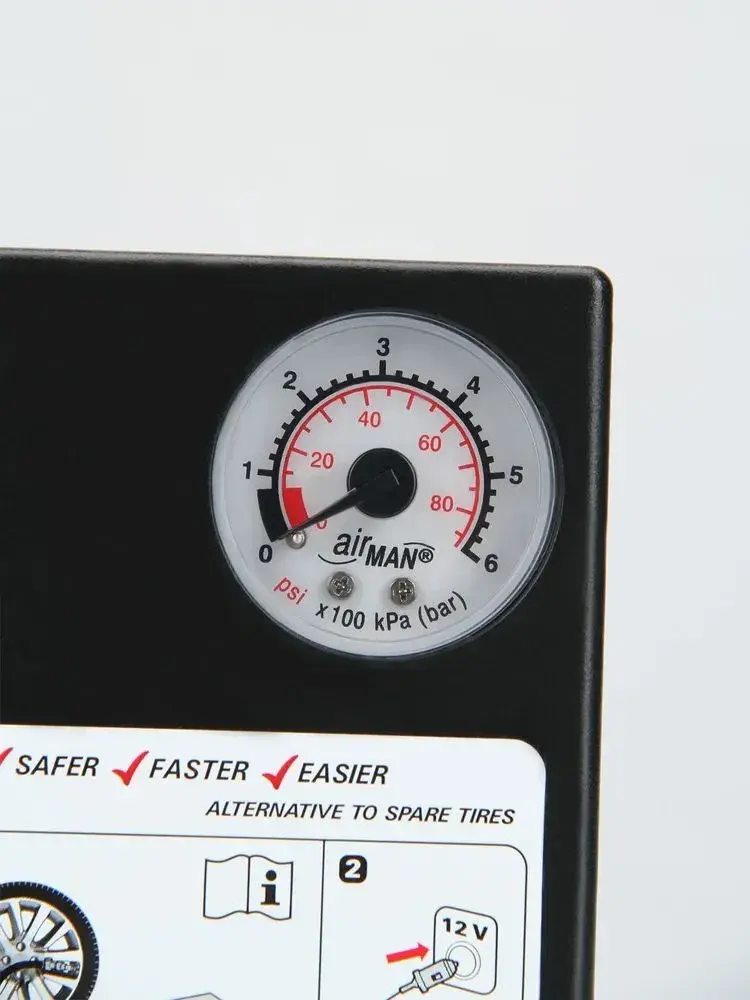 0 1 2 3 4 5 6
0 20 40 60 80
airMAN®
psi
x100 kPa (bar)
SAFER FASTER EASIER
ALTERNATIVE TO SPARE TIRES
i
2
12 V